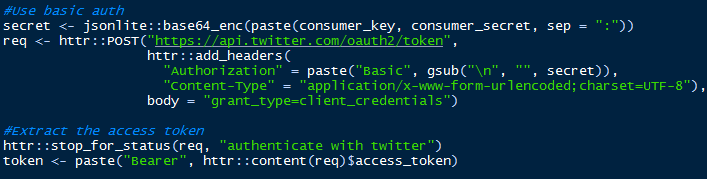 #Use basic auth
secret <- jsonlite::base64_enc(paste(consumer_key, consumer_secret, sep = ":"))
req <- httr::POST("https://api.twitter.com/oauth2/token",
httr::add_headers(
"Authorization" = paste("Basic", gsub("\n", "", secret)),
"Content-Type" = "application/x-www-form-urlencoded;charset=UTF-8"),
body = "grant_type=client_credentials")
#Extract the access token
httr::stop_for_status(req, "authenticate with twitter")
token <- paste("Bearer", httr::content(req)$access_token)